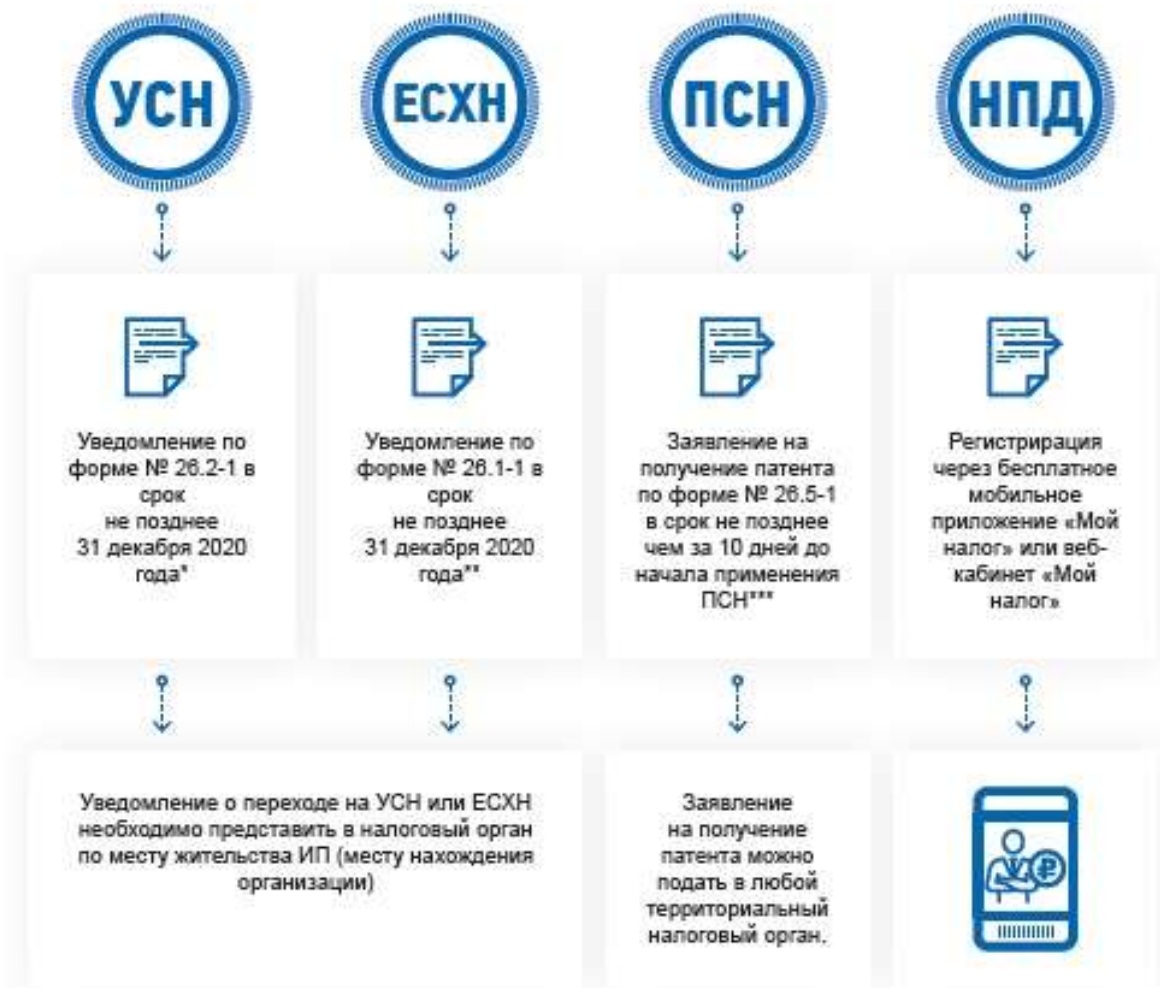 УСН
ЕСХН
ПСН
НПД
Уведомление по
форме № 26.2-1 в
срок
не позднее
31 декабря 2020
года*
Уведомление по
форме № 26.1-1 в
срок
не позднее
31 декабря 2020
года**
Заявление на
получение патента
по форме № 26.5-1
в срок не позднее
чем за 10 дней до
начала применения
ПСН***
Регистрирация
через бесплатное
мобильное
приложение «Мой
налог» или веб-
кабинет «Мой
налог»
Уведомление о переходе на УСН или ЕСХН
необходимо представить в налоговый орган
по месту жительства ИП (месту нахождения
организации)
Заявление
на получение
патента можно
подать в любой
территориальный
налоговый орган.
₽